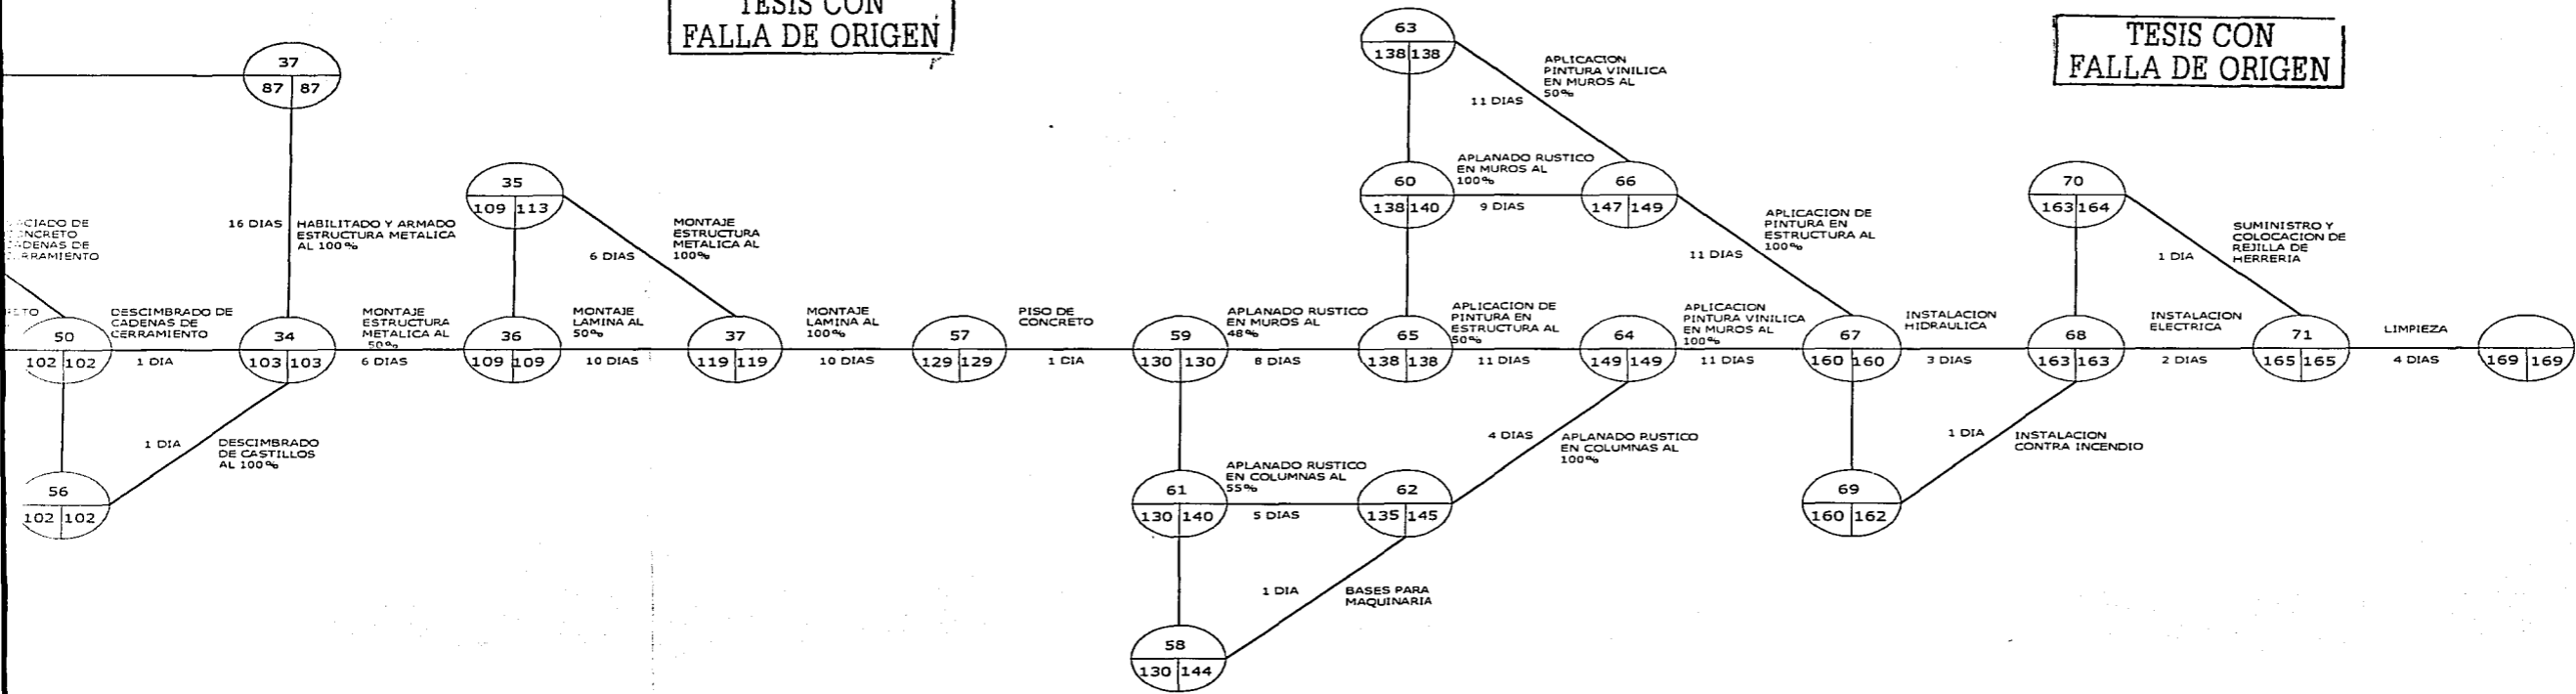 TESIS CON
FALLA DE ORIGEN
TESIS CON
FALLA DE ORIGEN
37
87 87
16 DIAS
HABILITADO Y ARMADO
ESTRUCTURA METALICA
AL 100%
DE
DE
50
102 102
DESCIMBRADO DE
CADENAS DE
CERRAMIENTO
1 DIA
56
102 102
1 DIA
DESCIMBRADO
DE CASTILLOS
AL 100%
34
103 103
MONTAJE
ESTRUCTURA
METALICA AL
50%
6 DIAS
35
109 113
6 DIAS
MONTAJE
ESTRUCTURA
METALICA AL
100%
36
109 109
MONTAJE
LAMINA AL
50%
10 DIAS
37
119 119
MONTAJE
LAMINA AL
100%
10 DIAS
57
129 129
PISO DE
CONCRETO
1 DIA
59
130 130
APLANADO RUSTICO
EN MUROS AL
48%
8 DIAS
61
130 140
APLANADO RUSTICO
EN COLUMNAS AL
55%
5 DIAS
58
130 144
1 DIA
BASES PARA
MAQUINARIA
62
135 145
4 DIAS
APLANADO RUSTICO
EN COLUMNAS AL
100%
63
138 138
11 DIAS
APLICACION
PINTURA VINILICA
EN MUROS AL
50%
60
138 140
APLANADO RUSTICO
EN MUROS AL
100%
9 DIAS
66
147 149
11 DIAS
APLICACION DE
PINTURA EN
ESTRUCTURA AL
100%
65
138 138
APLICACION DE
PINTURA EN
ESTRUCTURA AL
50%
11 DIAS
64
149 149
APLICACION
PINTURA VINILICA
EN MUROS AL
100%
11 DIAS
67
160 160
INSTALACION
HIDRAULICA
3 DIAS
69
160 162
1 DIA
INSTALACION
CONTRA INCENDIO
70
163 164
1 DIA
SUMINISTRO Y
COLOCACION DE
REJILLA DE
HERRERIA
68
163 163
INSTALACION
ELECTRICA
2 DIAS
71
165 165
LIMPIEZA
4 DIAS
169 169